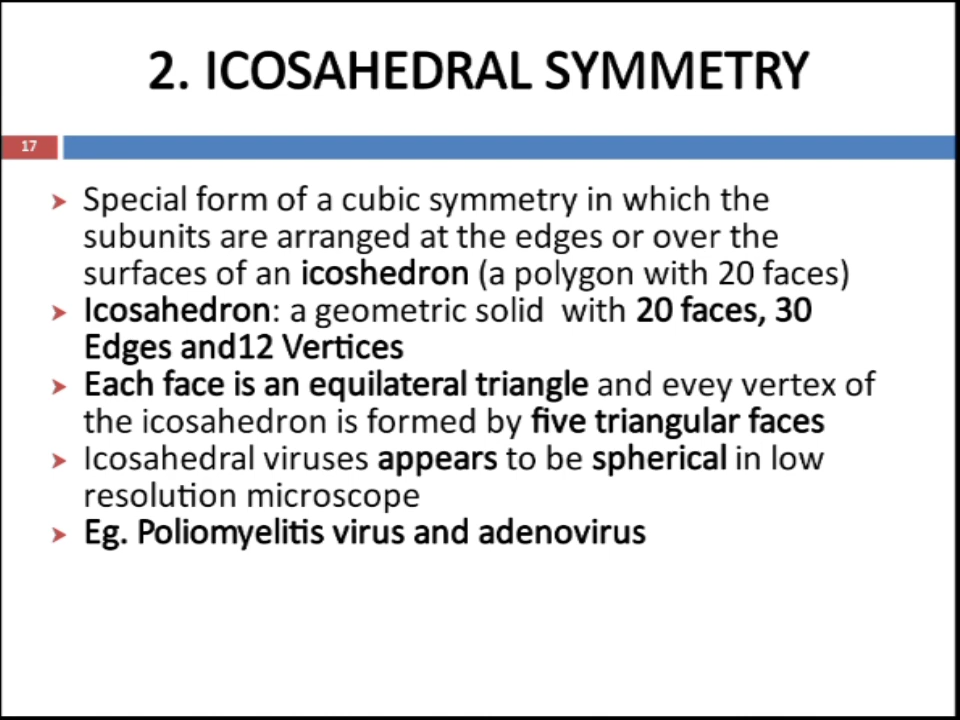 2. ICOSAHEDRAL SYMMETRY
17
➤ Special form of a cubic symmetry in which the
subunits are arranged at the edges or over the
surfaces of an icoshedron (a polygon with 20 faces)
➤ Icosahedron: a geometric solid  with 20 faces, 30
Edges and12 Vertices
➤ Each face is an equilateral triangle and evey vertex of
the icosahedron is formed by five triangular faces
➤ Icosahedral viruses appears to be spherical in low
resolution microscope
➤ Eg. Poliomyelitis virus and adenovirus